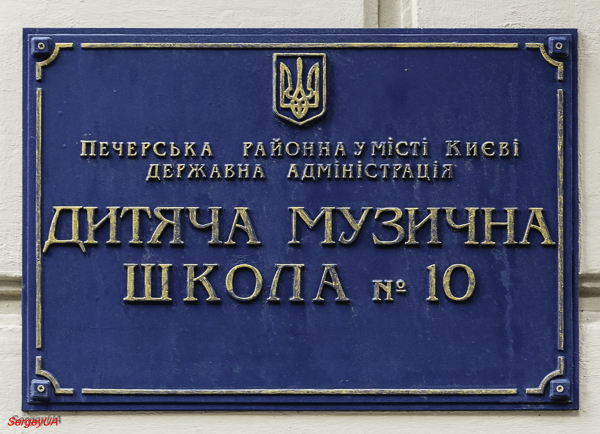 ПЕЧЕРСЬКА РАЙОННА У МІСТІ КИЄВІ
ДЕРЖАВНА АДМІНІСТРАЦІЯ
ДИТЯЧА МУЗИЧНА
ШКОЛА № 10
SergeyUA